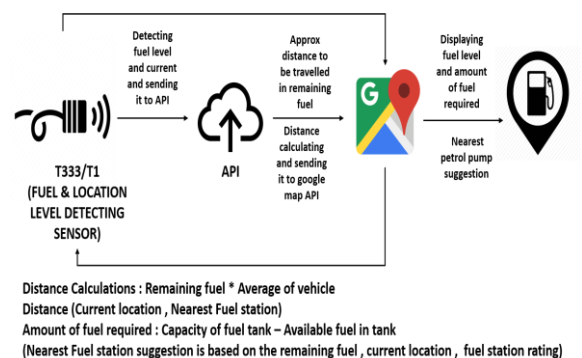 Detecting
fuel level
and current
and sending
it to API
Approx
distance to
be travelled
in remaining
fuel
Distance
calculating
and sending
it to google
map API
Displaying
fuel level
and amount
of fuel
required
Nearest
petrol pump
suggestion
G
T333/T1
(FUEL & LOCATION
LEVEL DETECTING
SENSOR)
API
Distance Calculations : Remaining fuel * Average of vehicle
Distance (Current location , Nearest Fuel station)
Amount of fuel required : Capacity of fuel tank – Available fuel in tank
(Nearest Fuel station suggestion is based on the remaining fuel , current location , fuel station rating)